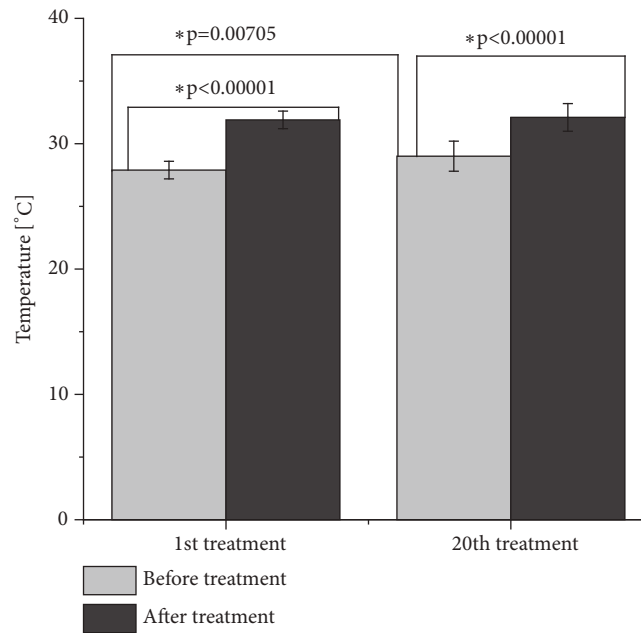 40
∗p=0.00705
∗p<0.00001
∗p<0.00001
30
20
10
0
Temperature [˚C]
1st treatment
20th treatment
Before treatment
After treatment